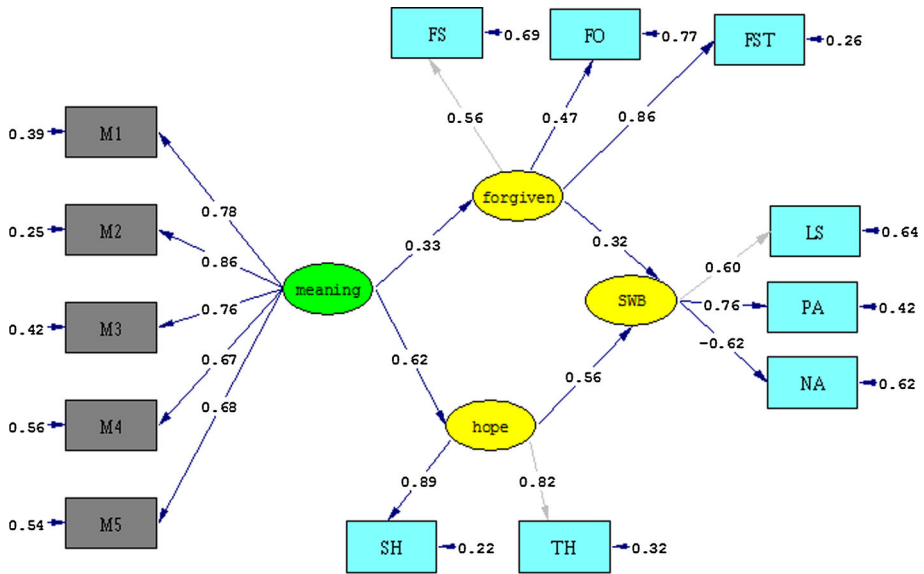 FS
0.69
FO
0.77
FST
0.26
0.39
M1
0.56
0.47
0.86
0.78
forgiven
0.25
M2
0.86
0.33
0.32
LS
0.64
0.60
meaning
SWB
0.76
PA
0.42
0.42
M3
0.76
-0.62
0.67
0.62
0.56
NA
0.62
0.68
0.56
M4
hope
0.89
0.82
0.54
M5
SH
0.22
TH
0.32